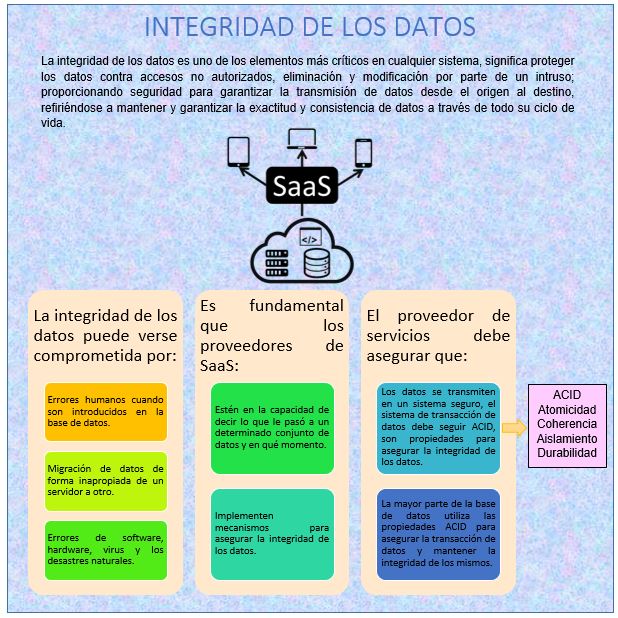 INTEGRIDAD DE LOS DATOS
La integridad de los datos es uno de los elementos más críticos en cualquier sistema, significa proteger
los datos contra accesos no autorizados, eliminación y modificación por parte de un intruso;
proporcionando seguridad para garantizar la transmisión de datos desde el origen al destino,
refiriéndose a mantener y garantizar la exactitud y consistencia de datos a través de todo su ciclo de
vida.
SaaS
</>
La integridad de los
datos puede verse
comprometida por:
Errores humanos cuando
son introducidos en la
base de datos.
Migración de datos de
forma inapropiada de un
servidor a otro.
Errores de software,
hardware, virus y los
desastres naturales.
Es fundamental
que los
proveedores de
SaaS:
Estén en la capacidad de
decir lo que le pasó a un
determinado conjunto de
datos y en qué momento.
Implementen
mecanismos para
asegurar la integridad de
los datos.
El proveedor de
servicios debe
asegurar que:
Los datos se transmiten
en un sistema seguro, el
sistema de transacción de
datos debe seguir ACID,
son propiedades para
asegurar la integridad de
los datos.
La mayor parte de la base
de datos utiliza las
propiedades ACID para
asegurar la transacción de
datos y mantener la
integridad de los mismos.
ACID
Atomicidad
Coherencia
Aislamiento
Durabilidad